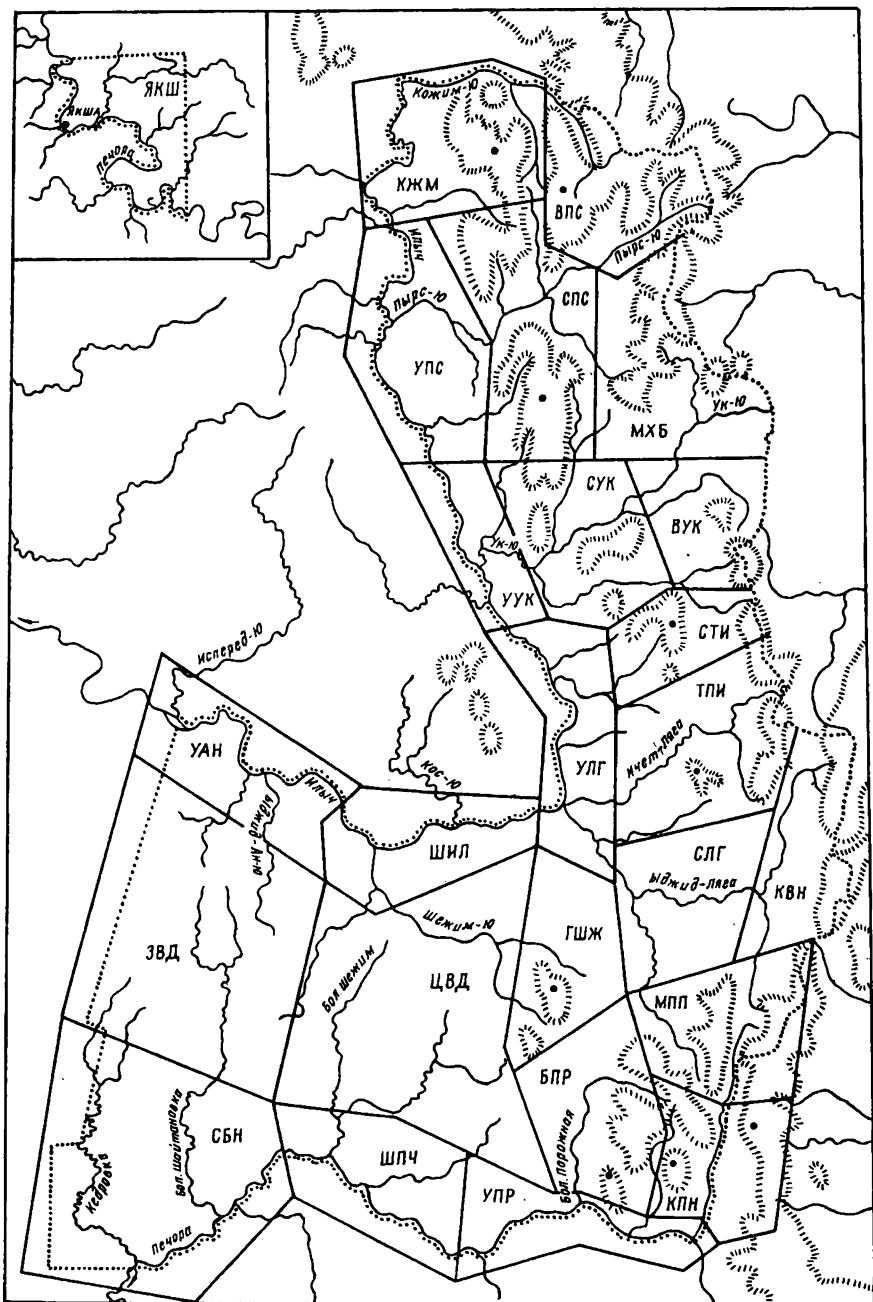 ЯКШ
ЯКША
ПЕЧОРА
Кожим-Ю
КЖМ
ВПС
Пырс-Ю
ИЛЫЧ
Пырс-Ю
СПС
УПС
МХБ
Ук-Ю
СУК
ВУК
Ук-Ю
УУК
СТИ
Исперед-Ю
ТПИ
УАН
УЛГ
Ичет-Ляга
Кос-Ю
Илыч
Ыджыд-Ань-Ю
ШИЛ
СЛГ
Ыджид-Ляга
КВН
Шежим-Ю
ГШЖ
ЗВД
Бол. Шежим
ЦВД
МПП
БПР
СБН
Бол. Шайтановка
Бол. Порожная
ШПЧ
Кедровка
УПР
КПН
Печора